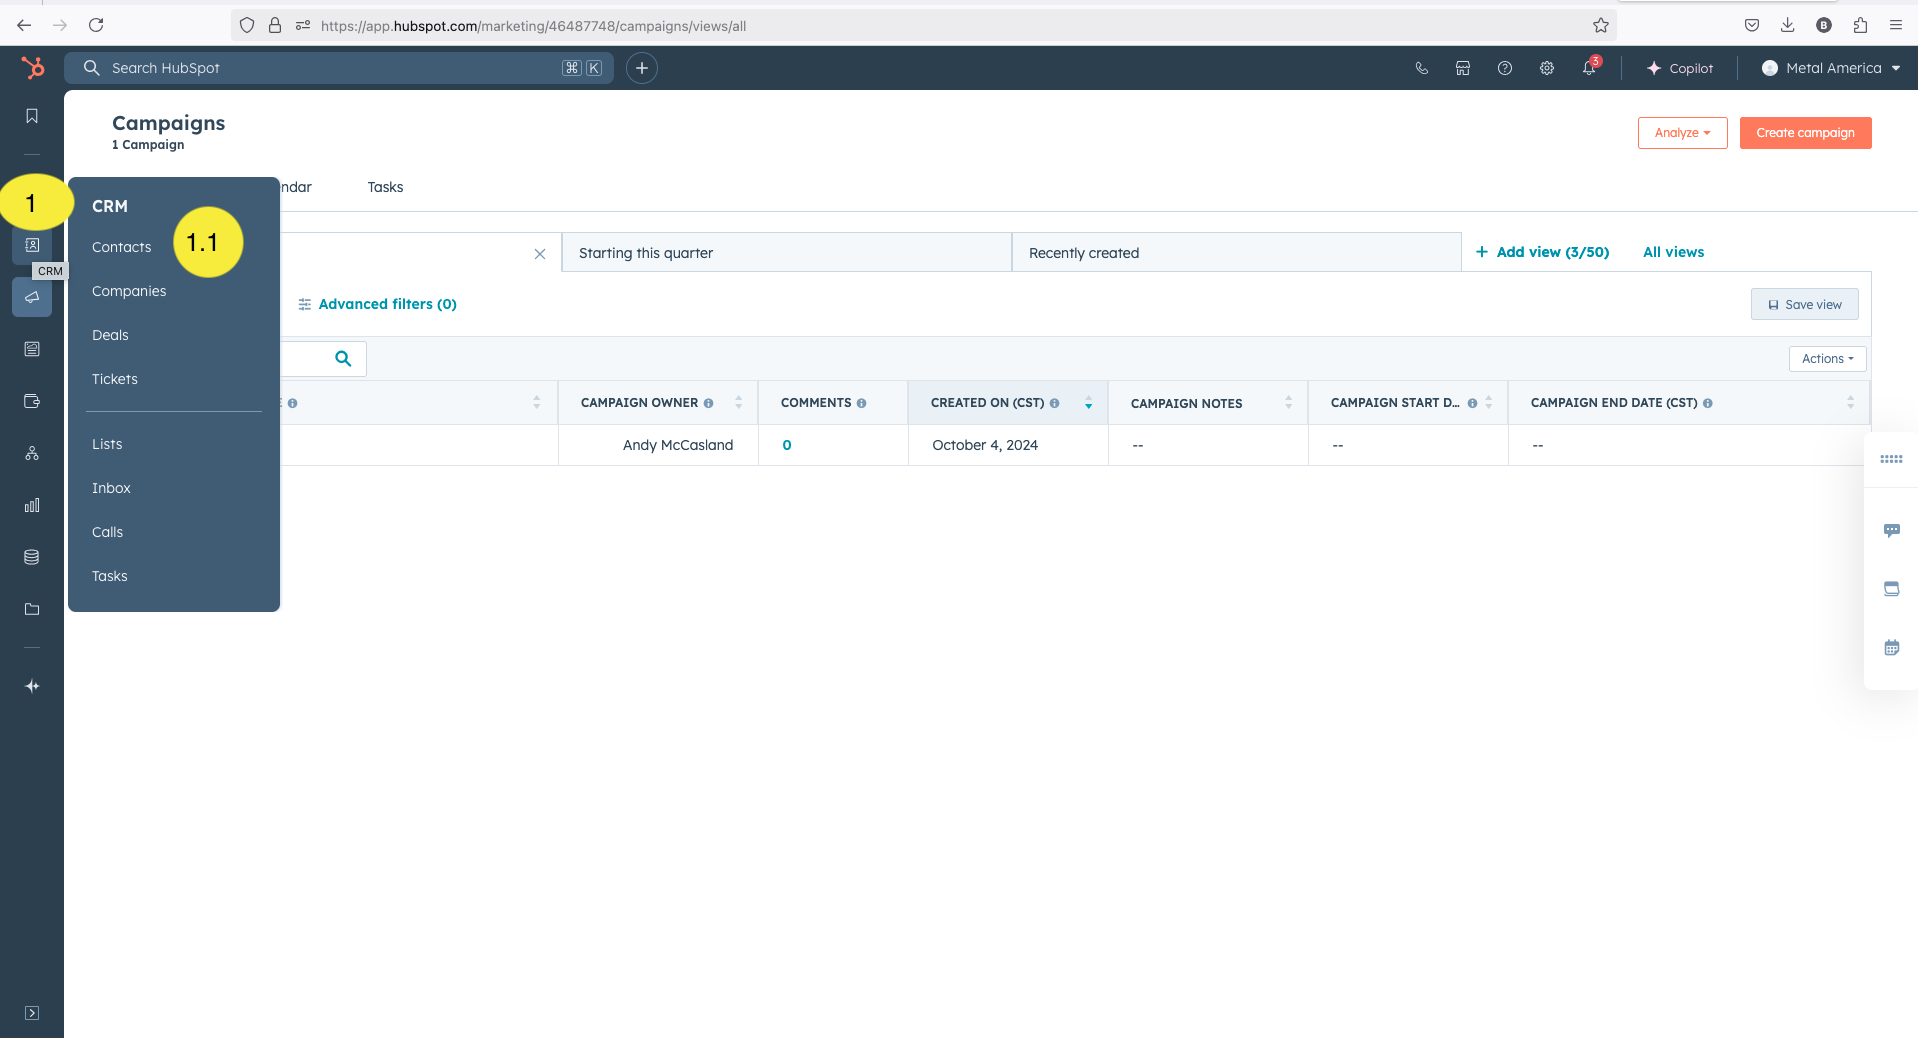 https://app.hubspot.com/marketing/46487748/campaigns/views/all
B
Search HubSpot
⌘ K
3
Copilot
Metal America
Campaigns
1 Campaign
Analyze
Create campaign
ndar
Tasks
1
CRM
1.1
Contacts
CRM
Companies
Deals
Tickets
Lists
Inbox
Calls
Tasks
Starting this quarter
Recently created
+ Add view (3/50)
All views
Advanced filters (0)
Save view
Actions
CAMPAIGN OWNER
COMMENTS
CREATED ON (CST)
CAMPAIGN NOTES
CAMPAIGN START D...
CAMPAIGN END DATE (CST)
Andy McCasland
0
October 4, 2024
--
--
--